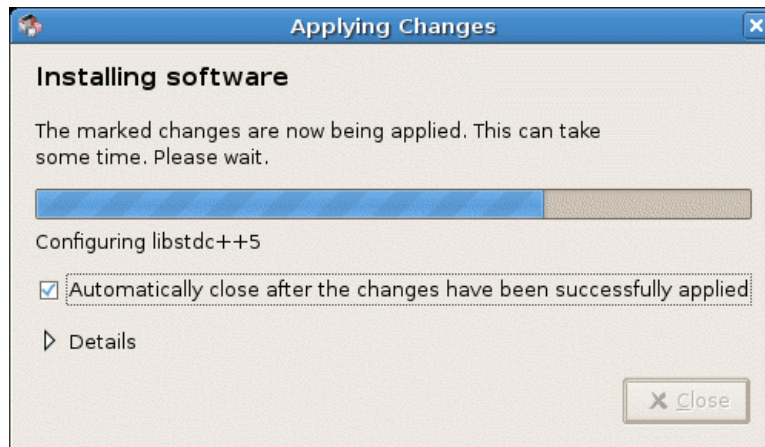 Applying Changes
Installing software
The marked changes are now being applied. This can take
some time. Please wait.
Configuring libstdc++5
Automatically close after the changes have been successfully applied
Details
Close